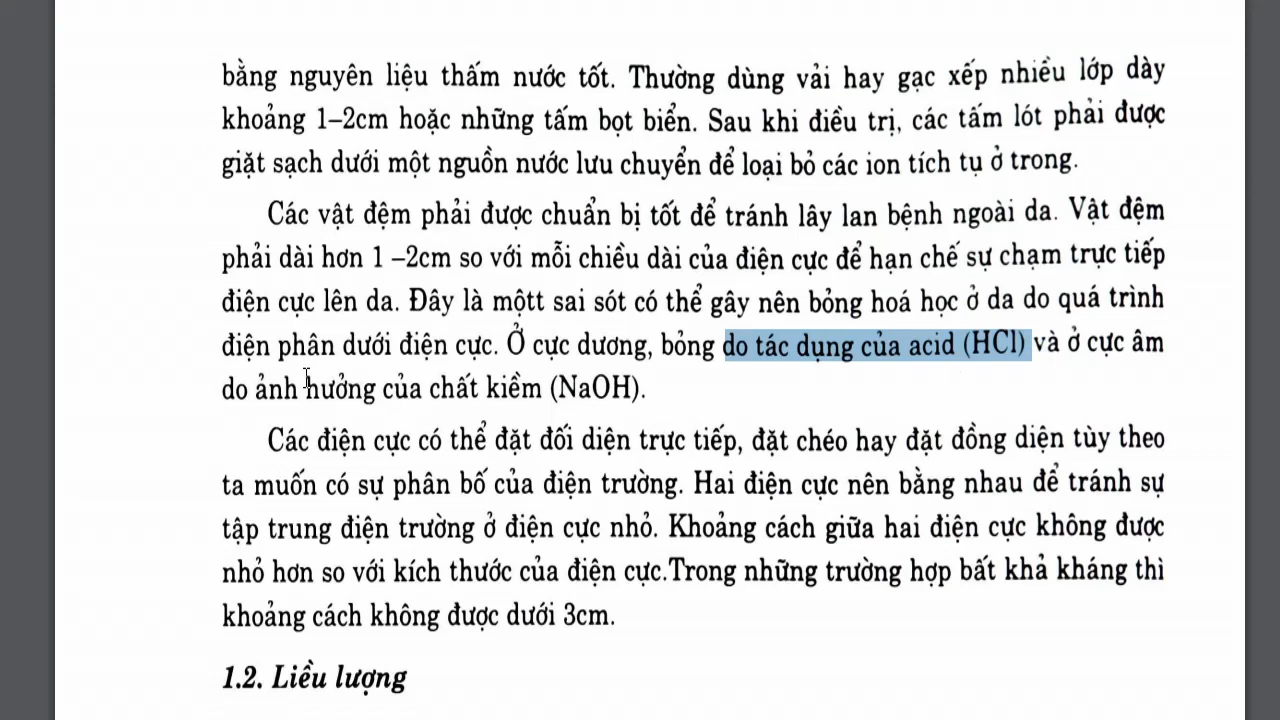 bằng nguyên liệu thấm nước tốt. Thường dùng vải hay gạc xếp nhiều lớp dày
khoảng 1–2cm hoặc những tấm bọt biển. Sau khi điều trị, các tấm lót phải được
giặt sạch dưới một nguồn nước lưu chuyển để loại bỏ các ion tích tụ ở trong.
Các vật đệm phải được chuẩn bị tốt để tránh lây lan bệnh ngoài da. Vật đệm
phải dài hơn 1 –2cm so với mỗi chiều dài của điện cực để hạn chế sự chạm trực tiếp
điện cực lên da. Đây là mộtt sai sót có thể gây nên bỏng hoá học ở da do quá trình
điện phân dưới điện cực. Ở cực dương, bỏng do tác dụng của acid (HCl) và ở cực âm
do ảnh hưởng của chất kiềm (NaOH).
Các điện cực có thể đặt đối diện trực tiếp, đặt chéo hay đặt đồng diện tùy theo
ta muốn có sự phân bố của điện trường. Hai điện cực nên bằng nhau để tránh sự
tập trung điện trường ở điện cực nhỏ. Khoảng cách giữa hai điện cực không được
nhỏ hơn so với kích thước của điện cực.Trong những trường hợp bất khả kháng thì
khoảng cách không được dưới 3cm.
1.2. Liều lượng